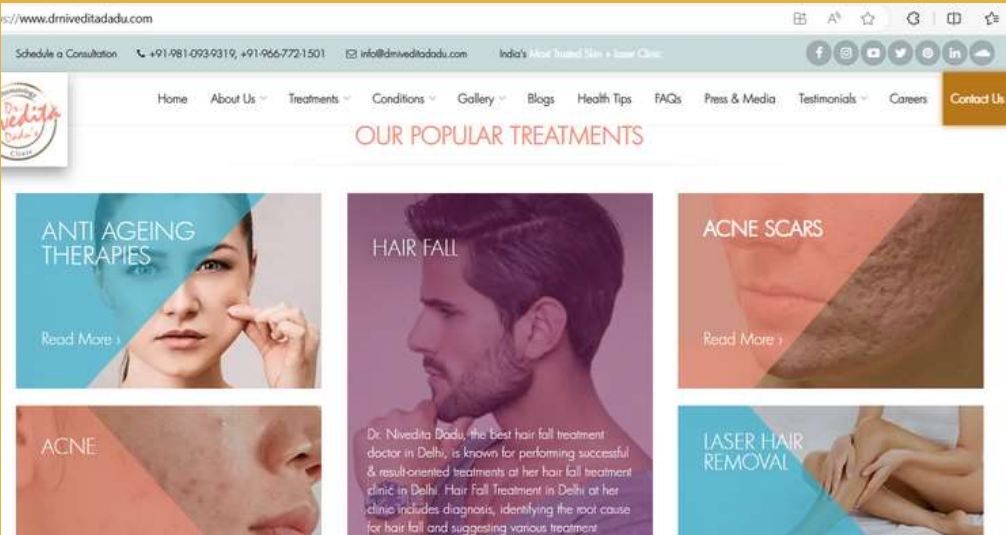 s://www.drniveditadadu.com
Schedule a Consultation +91-981-093-9319, +91-966-772-1501 info@drniveditadadu.com India's Most Trusted Skin + Laser Clinic
Dr.
Nivedita
Dadu's
Clinic
Home About Us Treatments Conditions Gallery Blogs Health Tips FAQs Press & Media Testimonials Careers Contact Us
OUR POPULAR TREATMENTS
ANTI AGEING
THERAPIES
Read More ›
HAIR FALL
Dr. Nivedita Dadu, the best hair fall treatment
doctor in Delhi, is known for performing successful
& result-oriented treatments at her hair fall treatment
clinic in Delhi. Hair Fall Treatment in Delhi at her
clinic includes diagnosis, identifying the root cause
for hair fall and suggesting various treatment
ACNE SCARS
Read More ›
ACNE
LASER HAIR
REMOVAL